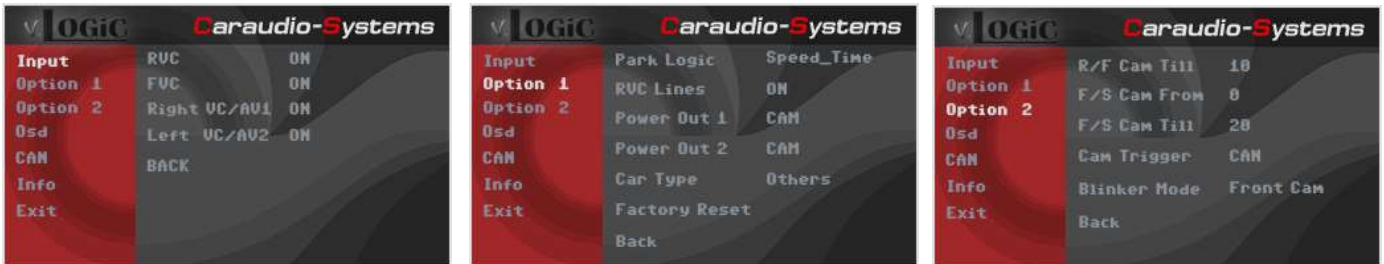 v.LOGiC Caraudio-Systems
Input RVC ON
Option 1 FVC ON
Option 2 Right VC/AV1 ON
Osd Left VC/AV2 ON
CAN BACK
Info
Exit
v.LOGiC Caraudio-Systems
Input Park Logic Speed_Time
Option 1 RVC Lines ON
Option 2 Power Out 1 CAM
Osd Power Out 2 CAM
CAN Car Type Others
Info Factory Reset
Exit Back
v.LOGiC Caraudio-Systems
Input R/F Cam Till 10
Option 1 F/S Cam From 0
Option 2 F/S Cam Till 20
Osd Cam Trigger CAN
CAN Blinker Mode Front Cam
Info Back
Exit